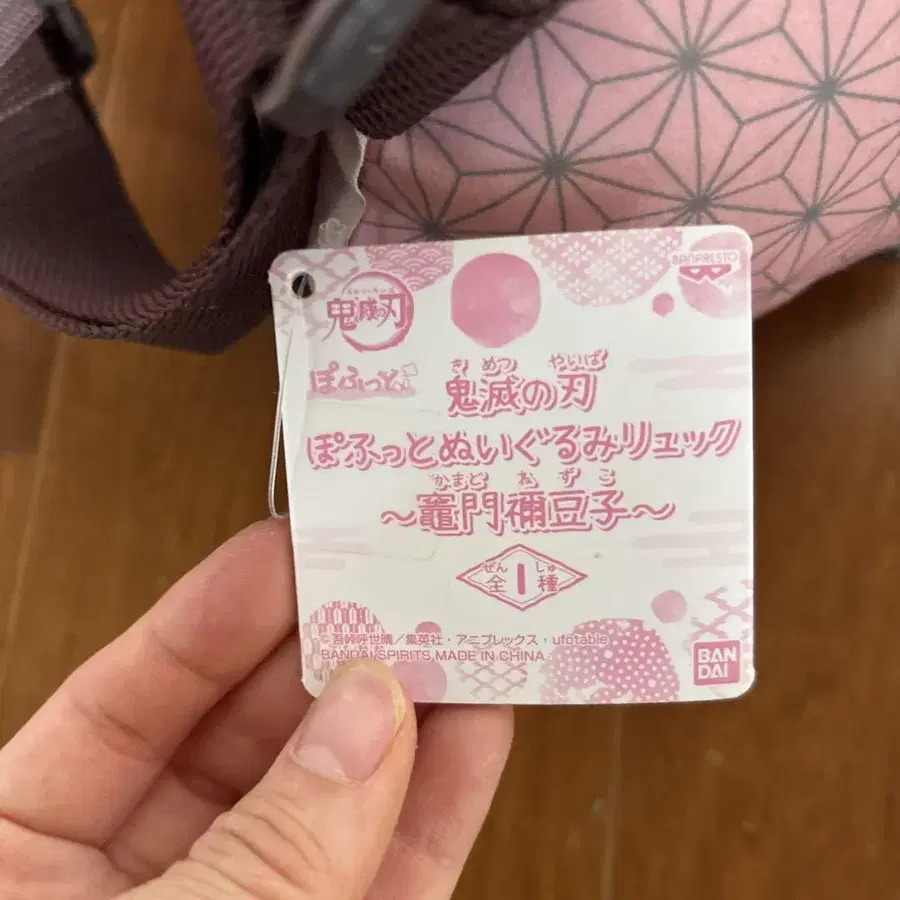 BANPRESTO
鬼滅の刃
ぽふっと
きめつ やいば
鬼滅の刃
ぽふっとぬいぐるみリュック
かまど ねずこ
～竈門禰豆子～
ぜん しゅ
全1種
©吾峠呼世晴／集英社・アニプレックス・ufotable
BANDAI SPIRITS MADE IN CHINA
BAN
DAI